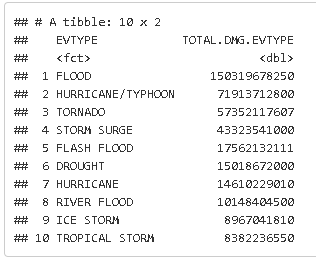 ## # A tibble: 10 x 2
##    EVTYPE            TOTAL.DMG.EVTYPE
##    <fct>                        <dbl>
##  1 FLOOD                 150319678250
##  2 HURRICANE/TYPHOON      71913712800
##  3 TORNADO                57352117607
##  4 STORM SURGE            43323541000
##  5 FLASH FLOOD            17562132111
##  6 DROUGHT                15018672000
##  7 HURRICANE              14610229010
##  8 RIVER FLOOD            10148404500
##  9 ICE STORM               8967041810
## 10 TROPICAL STORM          8382236550